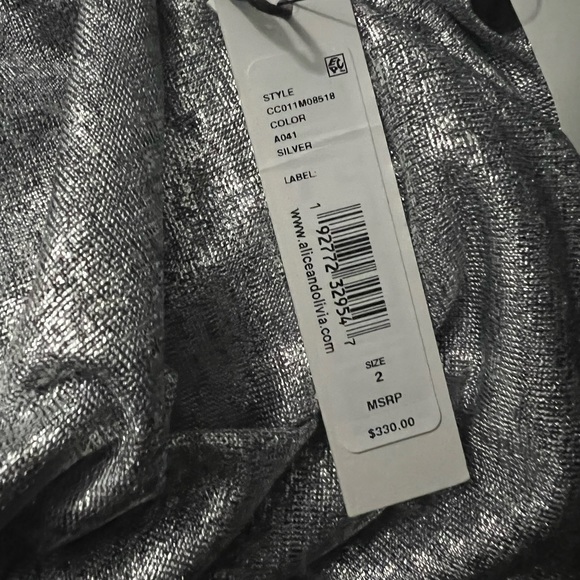 STYLE
CC011M08518
COLOR
A041
SILVER
LABEL:
1 92772 32954 7
www.aliceandolivia.com
SIZE
2
MSRP
$330.00